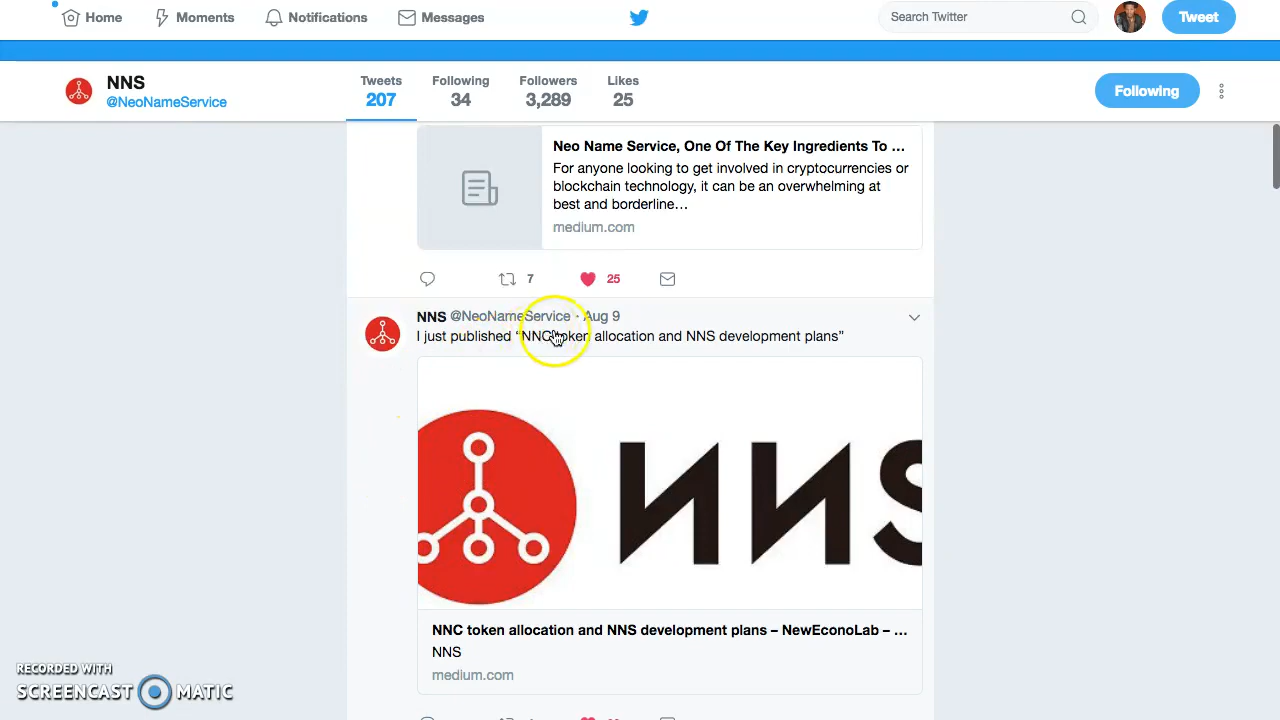 Home
Moments
Notifications
Messages
Search Twitter
Tweet
NNS
@NeoNameService
Tweets
207
Following
34
Followers
3,289
Likes
25
Following
Neo Name Service, One Of The Key Ingredients To ...
For anyone looking to get involved in cryptocurrencies or
blockchain technology, it can be an overwhelming at
best and borderline…
medium.com
7
25
NNS @NeoNameService · Aug 9
I just published “NNC token allocation and NNS development plans”
NNS
NNC token allocation and NNS development plans – NewEconoLab – ...
NNS
medium.com
RECORDED WITH
SCREENCAST MATIC